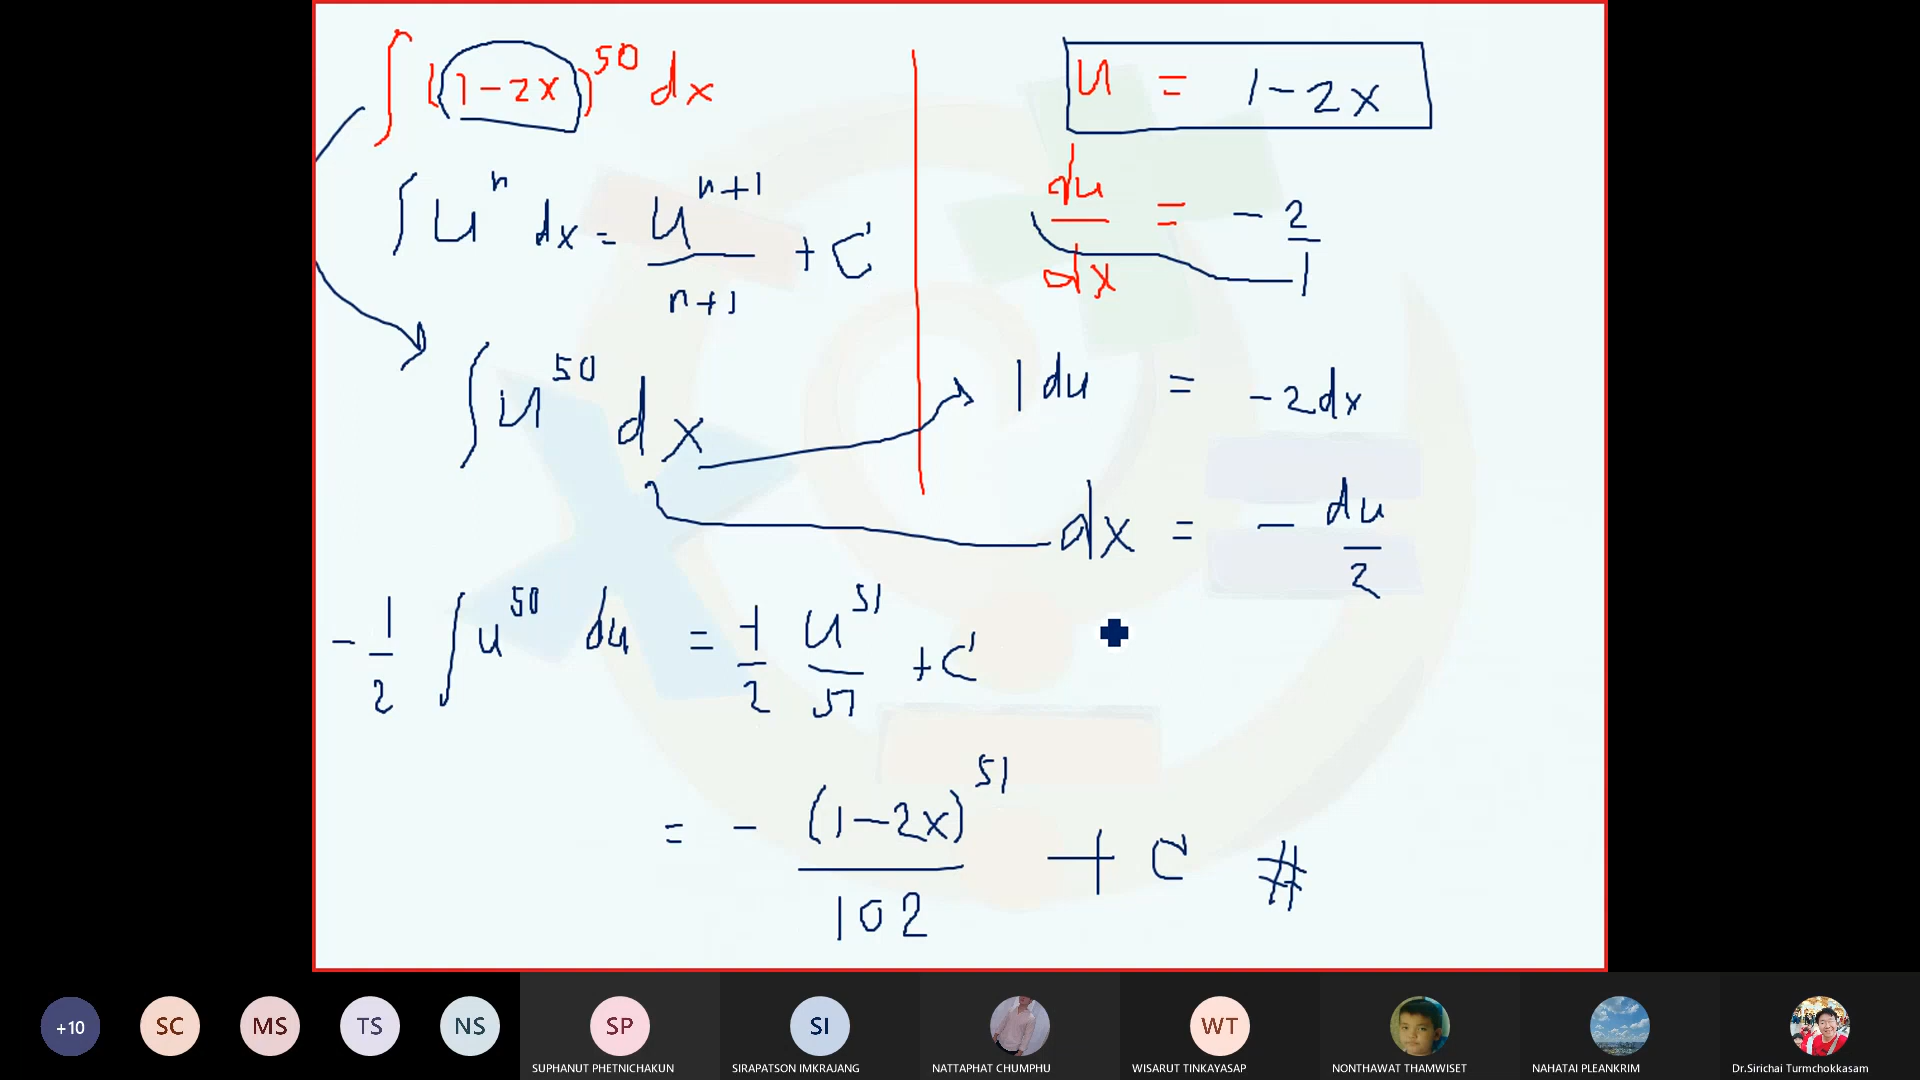 ∫ (1-2x)^50 dx
∫ u^n dx = u^(n+1)/(n+1) + C
∫ u^50 dx
-1/2 ∫ u^50 du = -1/2 u^51/51 + C
= - (1-2x)^51/102 + C #
u = 1-2x
du/dx = -2/1
1 du = -2dx
dx = - du/2
+10
SC
MS
TS
NS
SP
SUPHANUT PHETNICHAKUN
SI
SIRAPATSON IMKRAJANG
NATTAPHAT CHUMPHU
WT
WISARUT TINKAYASAP
NONTHAWAT THAMWISET
NAHATAI PLEANKRIM
Dr.Sirichai Turmchokkasam